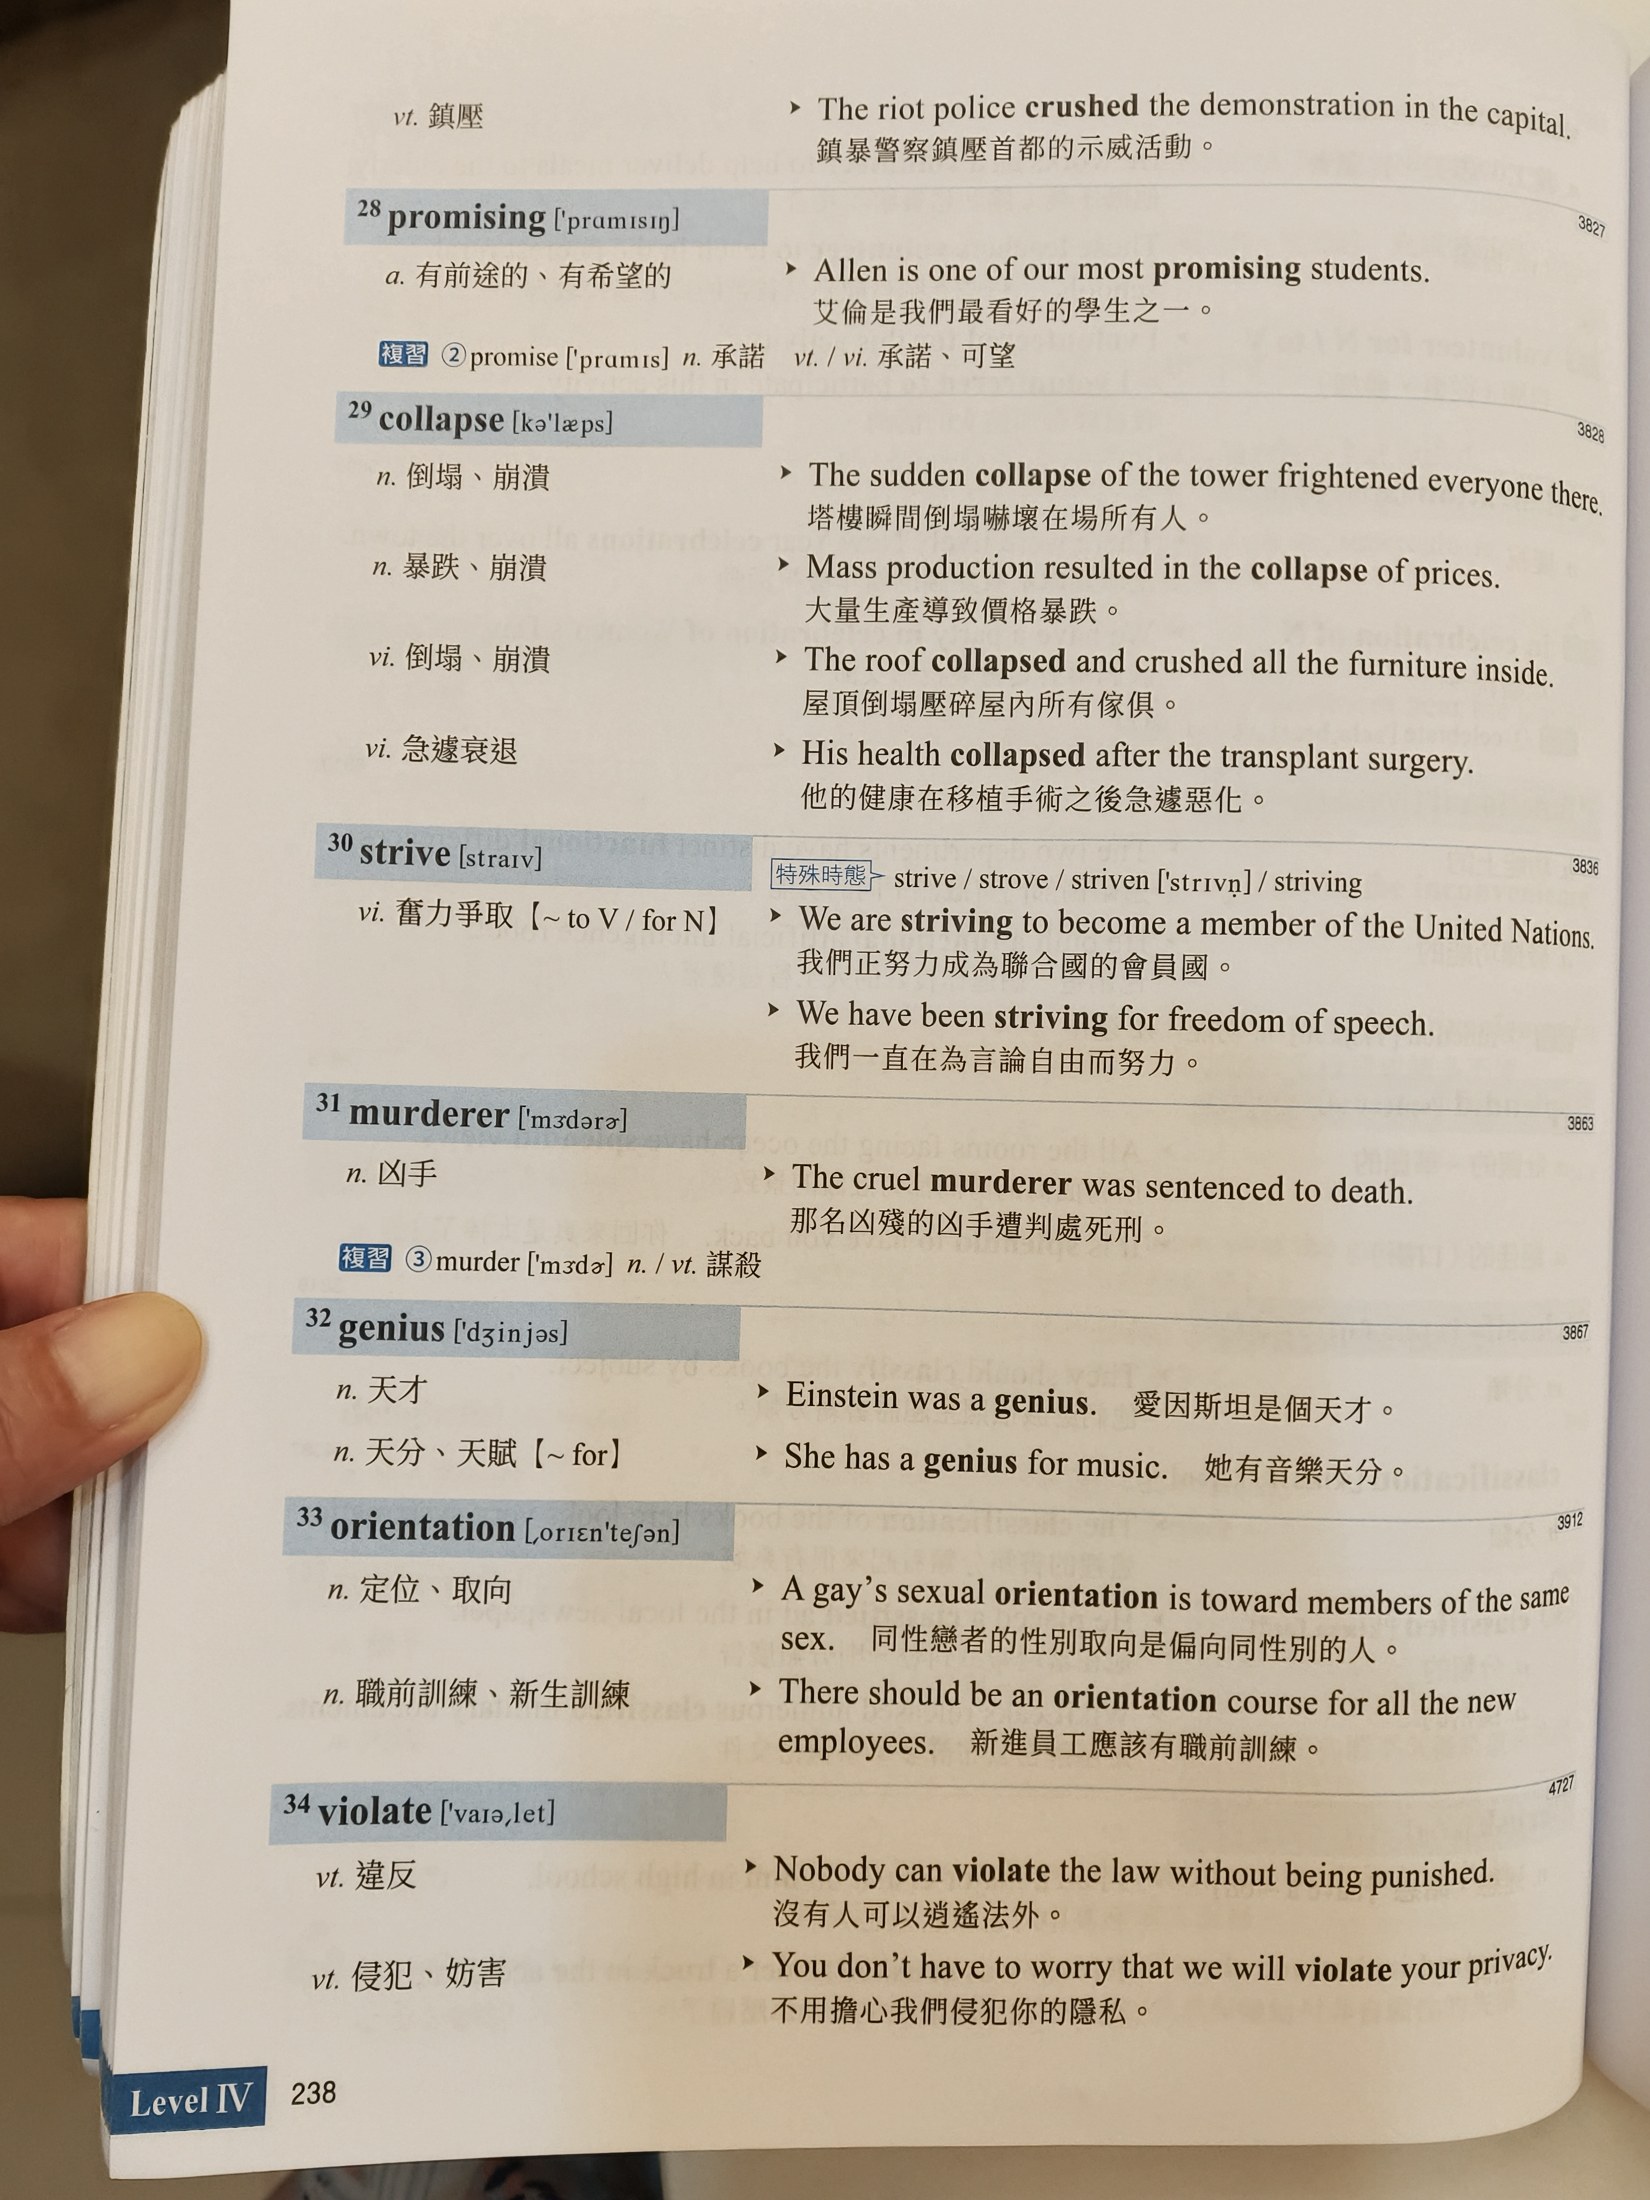 vt. 鎮壓
➤ The riot police crushed the demonstration in the capital.
鎮暴警察鎮壓首都的示威活動。
28 promising [ˈprɑmɪsɪŋ]
3827
a. 有前途的、有希望的
➤ Allen is one of our most promising students.
艾倫是我們最看好的學生之一。
複習 ②promise [ˈprɑmɪs] n. 承諾 vt. / vi. 承諾、可望
29 collapse [kəˈlæps]
3828
n. 倒塌、崩潰
➤ The sudden collapse of the tower frightened everyone there.
塔樓瞬間倒塌嚇壞在場所有人。
n. 暴跌、崩潰
➤ Mass production resulted in the collapse of prices.
大量生產導致價格暴跌。
vi. 倒塌、崩潰
➤ The roof collapsed and crushed all the furniture inside.
屋頂倒塌壓碎屋內所有傢俱。
vi. 急遽衰退
➤ His health collapsed after the transplant surgery.
他的健康在移植手術之後急遽惡化。
30 strive [straɪv]
3836
特殊時態 strive / strove / striven [ˈstrɪvn̩] / striving
vi. 奮力爭取【~ to V / for N】
➤ We are striving to become a member of the United Nations.
我們正努力成為聯合國的會員國。
➤ We have been striving for freedom of speech.
我們一直在為言論自由而努力。
31 murderer [ˈmɝdərɚ]
3863
n. 凶手
➤ The cruel murderer was sentenced to death.
那名凶殘的凶手遭判處死刑。
複習 ③murder [ˈmɝdɚ] n. / vt. 謀殺
32 genius [ˈdʒinjəs]
3867
n. 天才
➤ Einstein was a genius. 愛因斯坦是個天才。
n. 天分、天賦【~ for】
➤ She has a genius for music. 她有音樂天分。
33 orientation [ˌorɪɛnˈteʃən]
3912
n. 定位、取向
➤ A gay's sexual orientation is toward members of the same
sex. 同性戀者的性別取向是偏向同性別的人。
n. 職前訓練、新生訓練
➤ There should be an orientation course for all the new
employees. 新進員工應該有職前訓練。
34 violate [ˈvaɪəˌlet]
4727
vt. 違反
➤ Nobody can violate the law without being punished.
沒有人可以逍遙法外。
vt. 侵犯、妨害
➤ You don't have to worry that we will violate your privacy.
不用擔心我們侵犯你的隱私。
Level IV 238